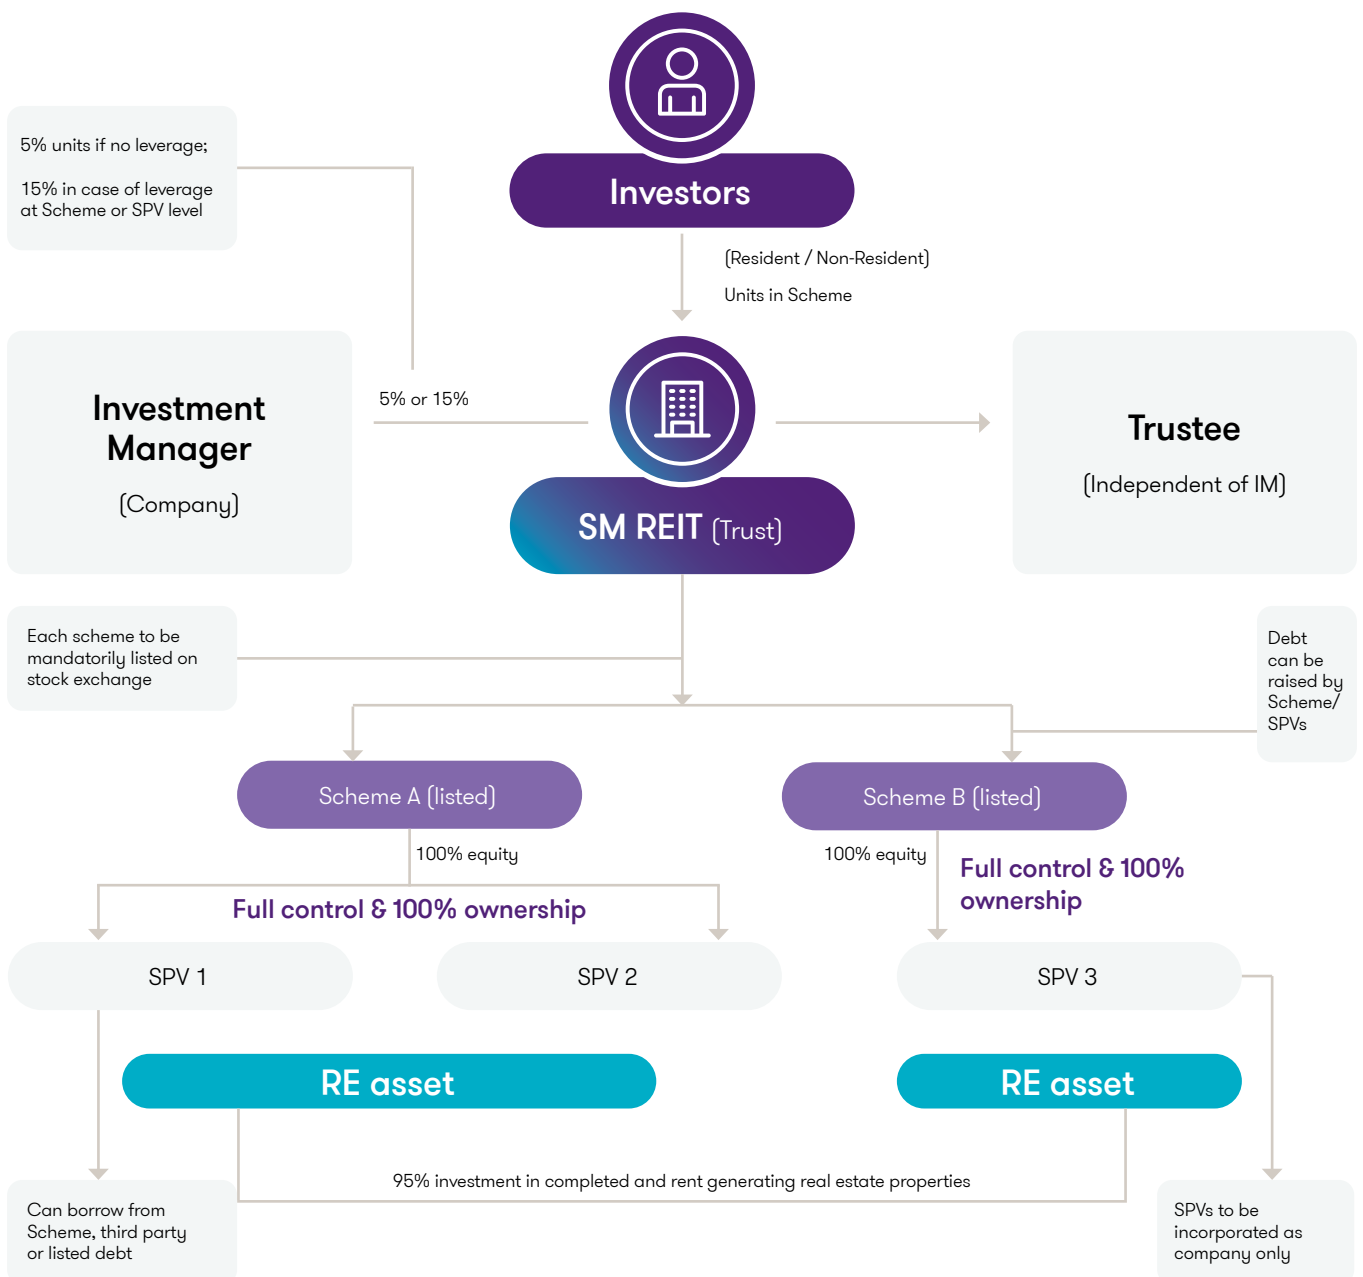 5% units if no leverage;
15% in case of leverage
at Scheme or SPV level
Investors
(Resident / Non-Resident)
Units in Scheme
Investment
Manager
(Company)
5% or 15%
SM REIT (Trust)
Trustee
(Independent of IM)
Each scheme to be
mandatorily listed on
stock exchange
Debt
can be
raised by
Scheme/
SPVs
Scheme A (listed)
Scheme B (listed)
100% equity
100% equity
Full control & 100%
ownership
Full control & 100% ownership
SPV 1
SPV 2
SPV 3
RE asset
RE asset
95% investment in completed and rent generating real estate properties
Can borrow from
Scheme, third party
or listed debt
SPVs to be
incorporated as
company only